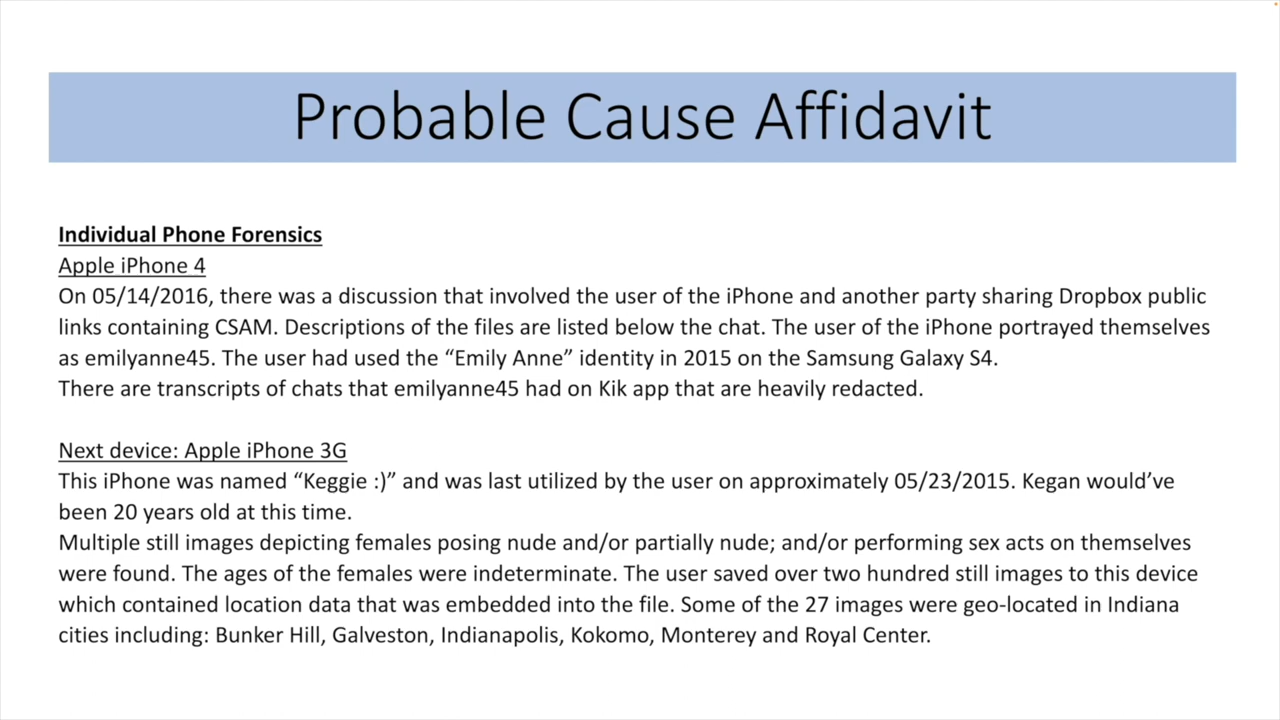 Probable Cause Affidavit
Individual Phone Forensics
Apple iPhone 4
On 05/14/2016, there was a discussion that involved the user of the iPhone and another party sharing Dropbox public
links containing CSAM. Descriptions of the files are listed below the chat. The user of the iPhone portrayed themselves
as emilyanne45. The user had used the “Emily Anne” identity in 2015 on the Samsung Galaxy S4.
There are transcripts of chats that emilyanne45 had on Kik app that are heavily redacted.
Next device: Apple iPhone 3G
This iPhone was named “Keggie :)” and was last utilized by the user on approximately 05/23/2015. Kegan would’ve
been 20 years old at this time.
Multiple still images depicting females posing nude and/or partially nude; and/or performing sex acts on themselves
were found. The ages of the females were indeterminate. The user saved over two hundred still images to this device
which contained location data that was embedded into the file. Some of the 27 images were geo-located in Indiana
cities including: Bunker Hill, Galveston, Indianapolis, Kokomo, Monterey and Royal Center.